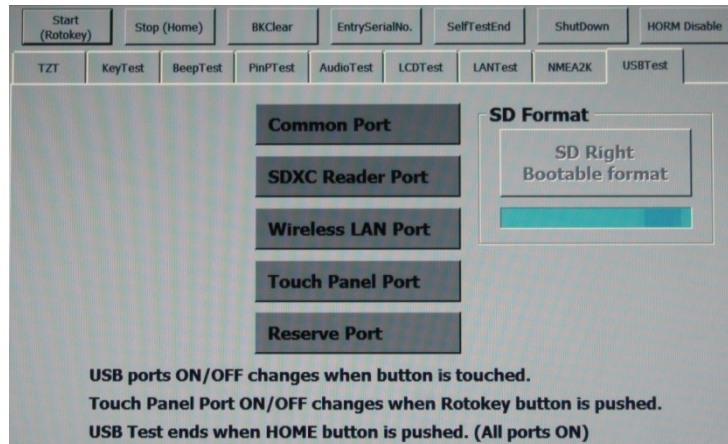 Start
(Rotokey)
Stop (Home)
BKClear
EntrySerialNo.
SelfTestEnd
ShutDown
HORM Disable
TZT
KeyTest
BeepTest
PinPTest
AudioTest
LCDTest
LANTest
NMEA2K
USBTest
Common Port
SD Format
SD Right
Bootable format
SDXC Reader Port
Wireless LAN Port
Touch Panel Port
Reserve Port
USB ports ON/OFF changes when button is touched.
Touch Panel Port ON/OFF changes when Rotokey button is pushed.
USB Test ends when HOME button is pushed. (All ports ON)